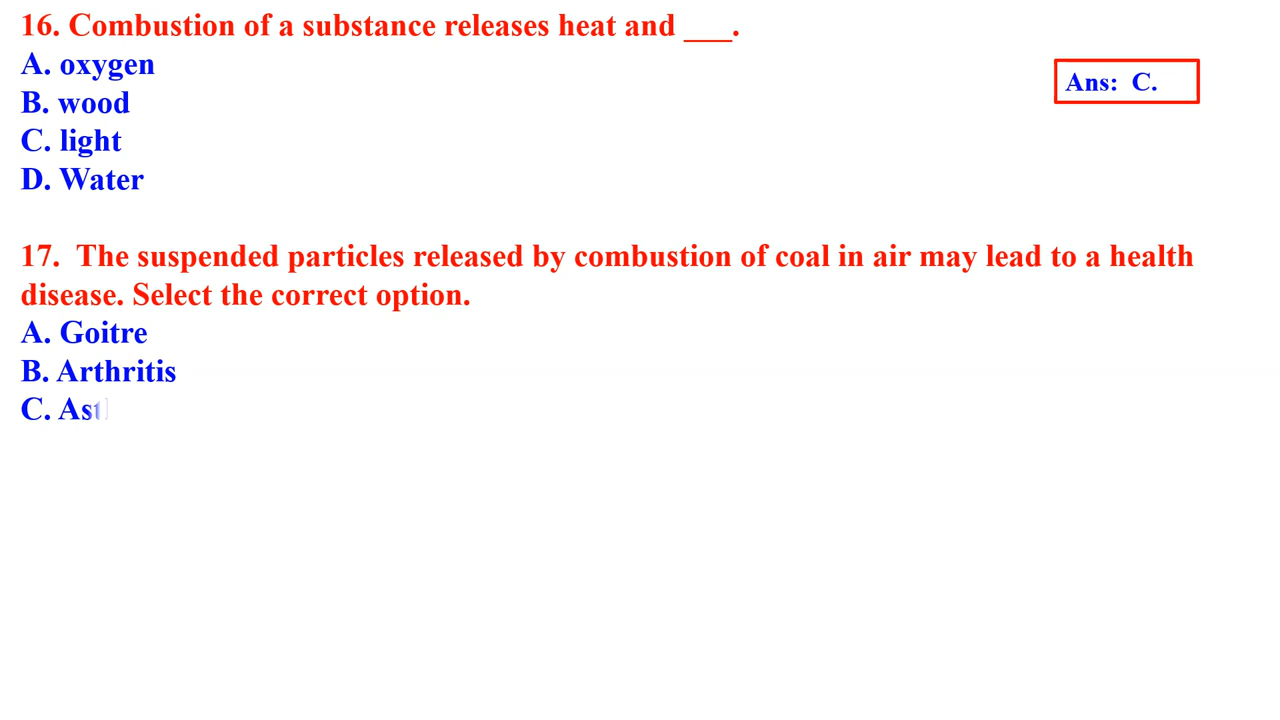 16. Combustion of a substance releases heat and ___.
A. oxygen
Ans: C.
B. wood
C. light
D. Water
17. The suspended particles released by combustion of coal in air may lead to a health
disease. Select the correct option.
A. Goitre
B. Arthritis
C.